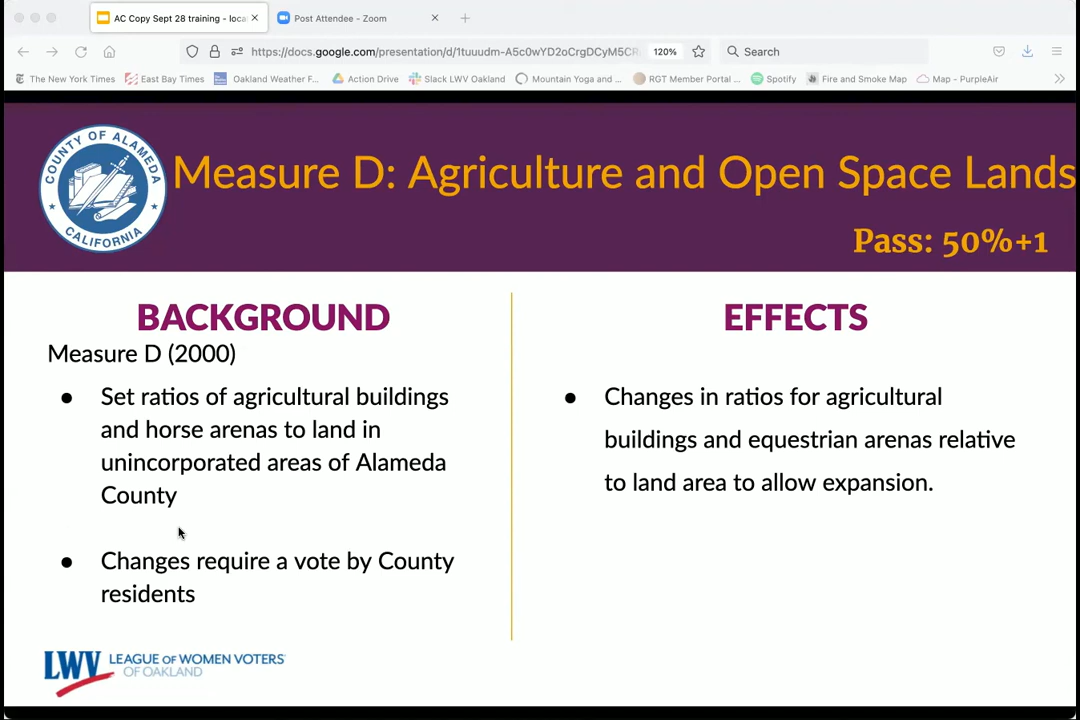 AC Copy Sept 28 training - loca
Post Attendee - Zoom
https://docs.google.com/presentation/d/1tuuudm-A5c0wYD2oCrgDCyM5CR
120%
Search
The New York Times
East Bay Times
Oakland Weather F...
Action Drive
Slack LWV Oakland
Mountain Yoga and ...
RGT Member Portal ...
Spotify
Fire and Smoke Map
Map - PurpleAir
COUNTY OF ALAMEDA
CALIFORNIA
Measure D: Agriculture and Open Space Lands
Pass: 50%+1
BACKGROUND
Measure D (2000)
● Set ratios of agricultural buildings
and horse arenas to land in
unincorporated areas of Alameda
County
● Changes require a vote by County
residents
EFFECTS
● Changes in ratios for agricultural
buildings and equestrian arenas relative
to land area to allow expansion.
LWV LEAGUE OF WOMEN VOTERS®
OF OAKLAND